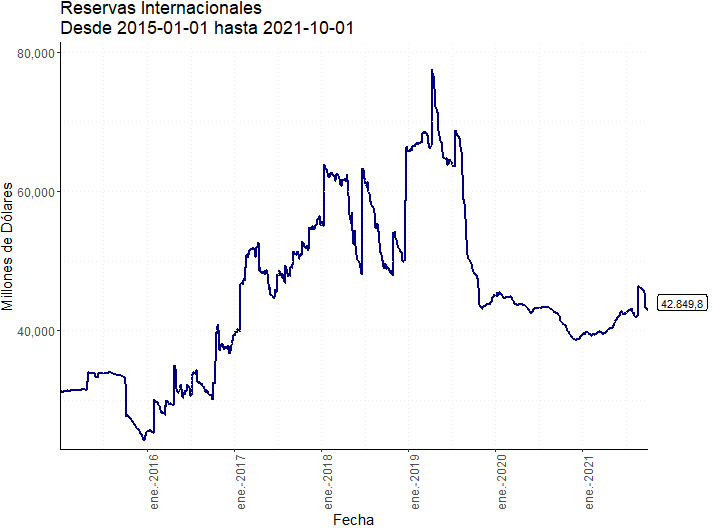 Reservas Internacionales
Desde 2015-01-01 hasta 2021-10-01
Millones de Dólares
80,000
60,000
40,000
42.849,8
ene.-2016
ene.-2017
ene.-2018
ene.-2019
ene.-2020
ene.-2021
Fecha